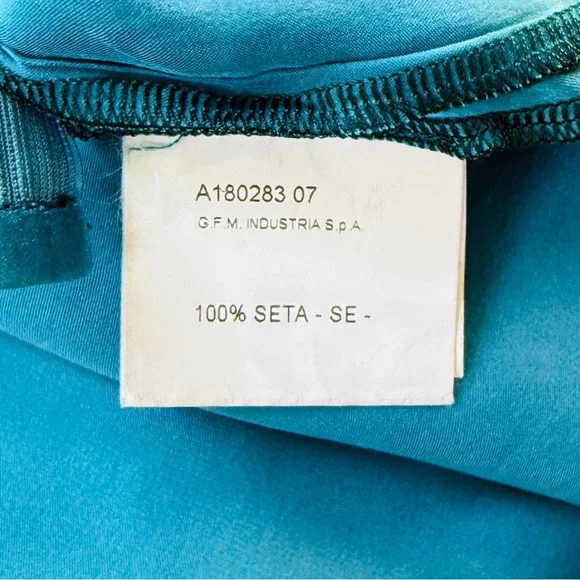 A180283 07
G.F.M. INDUSTRIA S.p.A.
100% SETA - SE -